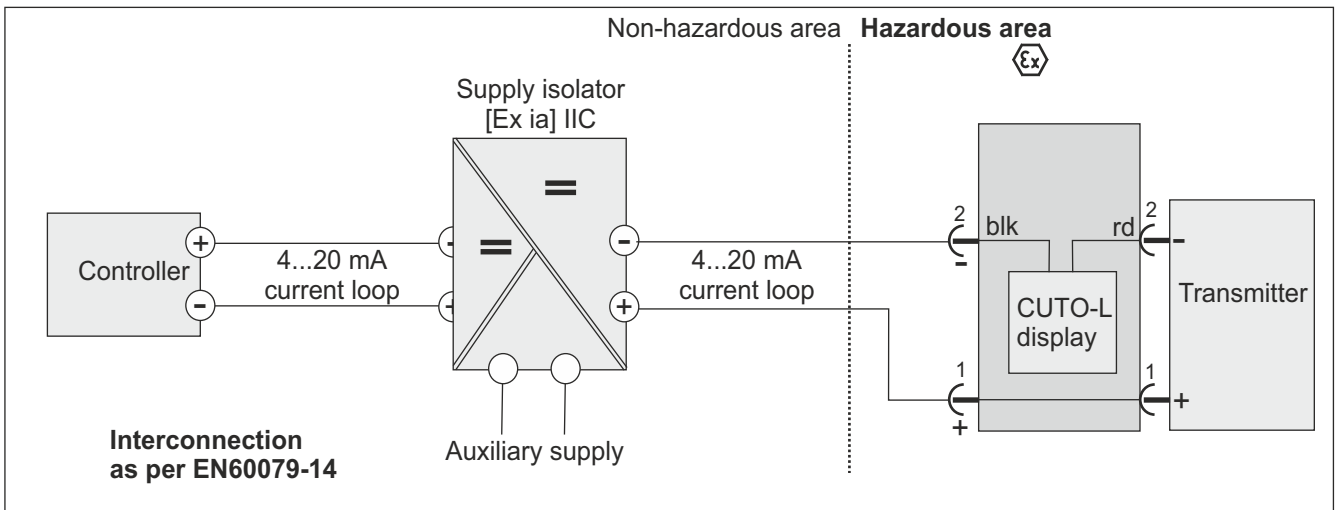 Non-hazardous area
Hazardous area
Ex
Supply isolator
[Ex ia] IIC
Controller
+
-
4...20 mA
current loop
-
+
=
=
-
+
4...20 mA
current loop
2
-
blk
rd
2
-
CUTO-L
display
Transmitter
1
+
1
+
Auxiliary supply
Interconnection
as per EN60079-14